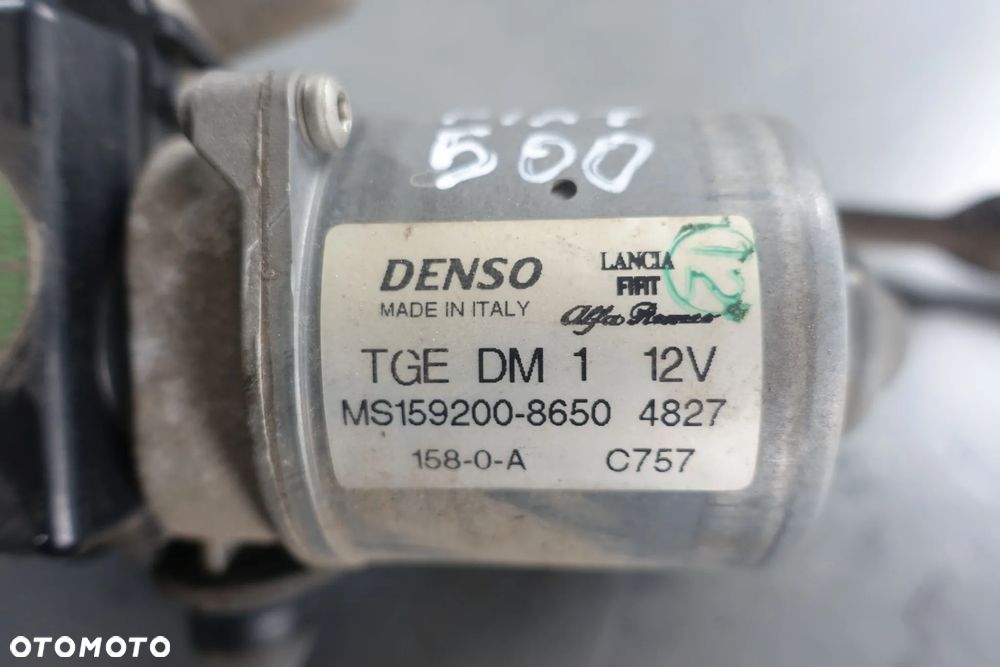 500
DENSO
MADE IN ITALY
LANCIA
FIAT
Alfa Romeo
12
TGE DM 1 12V
MS159200-8650 4827
158-0-A C757
OTOMOTO